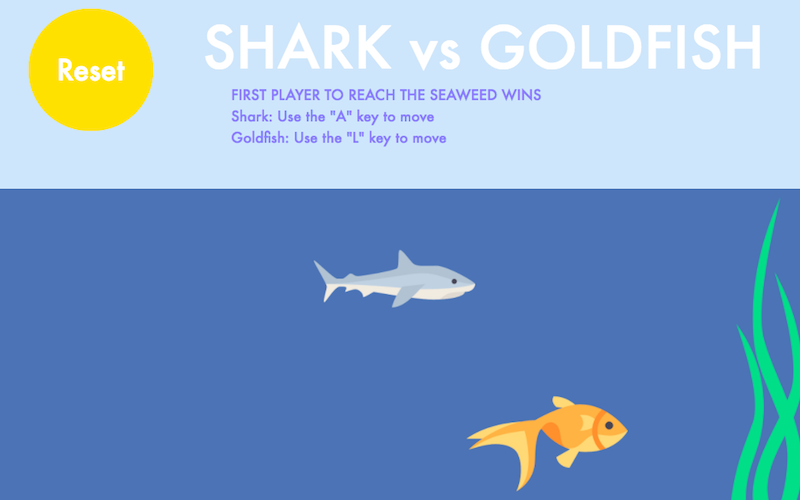 Reset
SHARK vs GOLDFISH
FIRST PLAYER TO REACH THE SEAWEED WINS
Shark: Use the "A" key to move
Goldfish: Use the "L" key to move